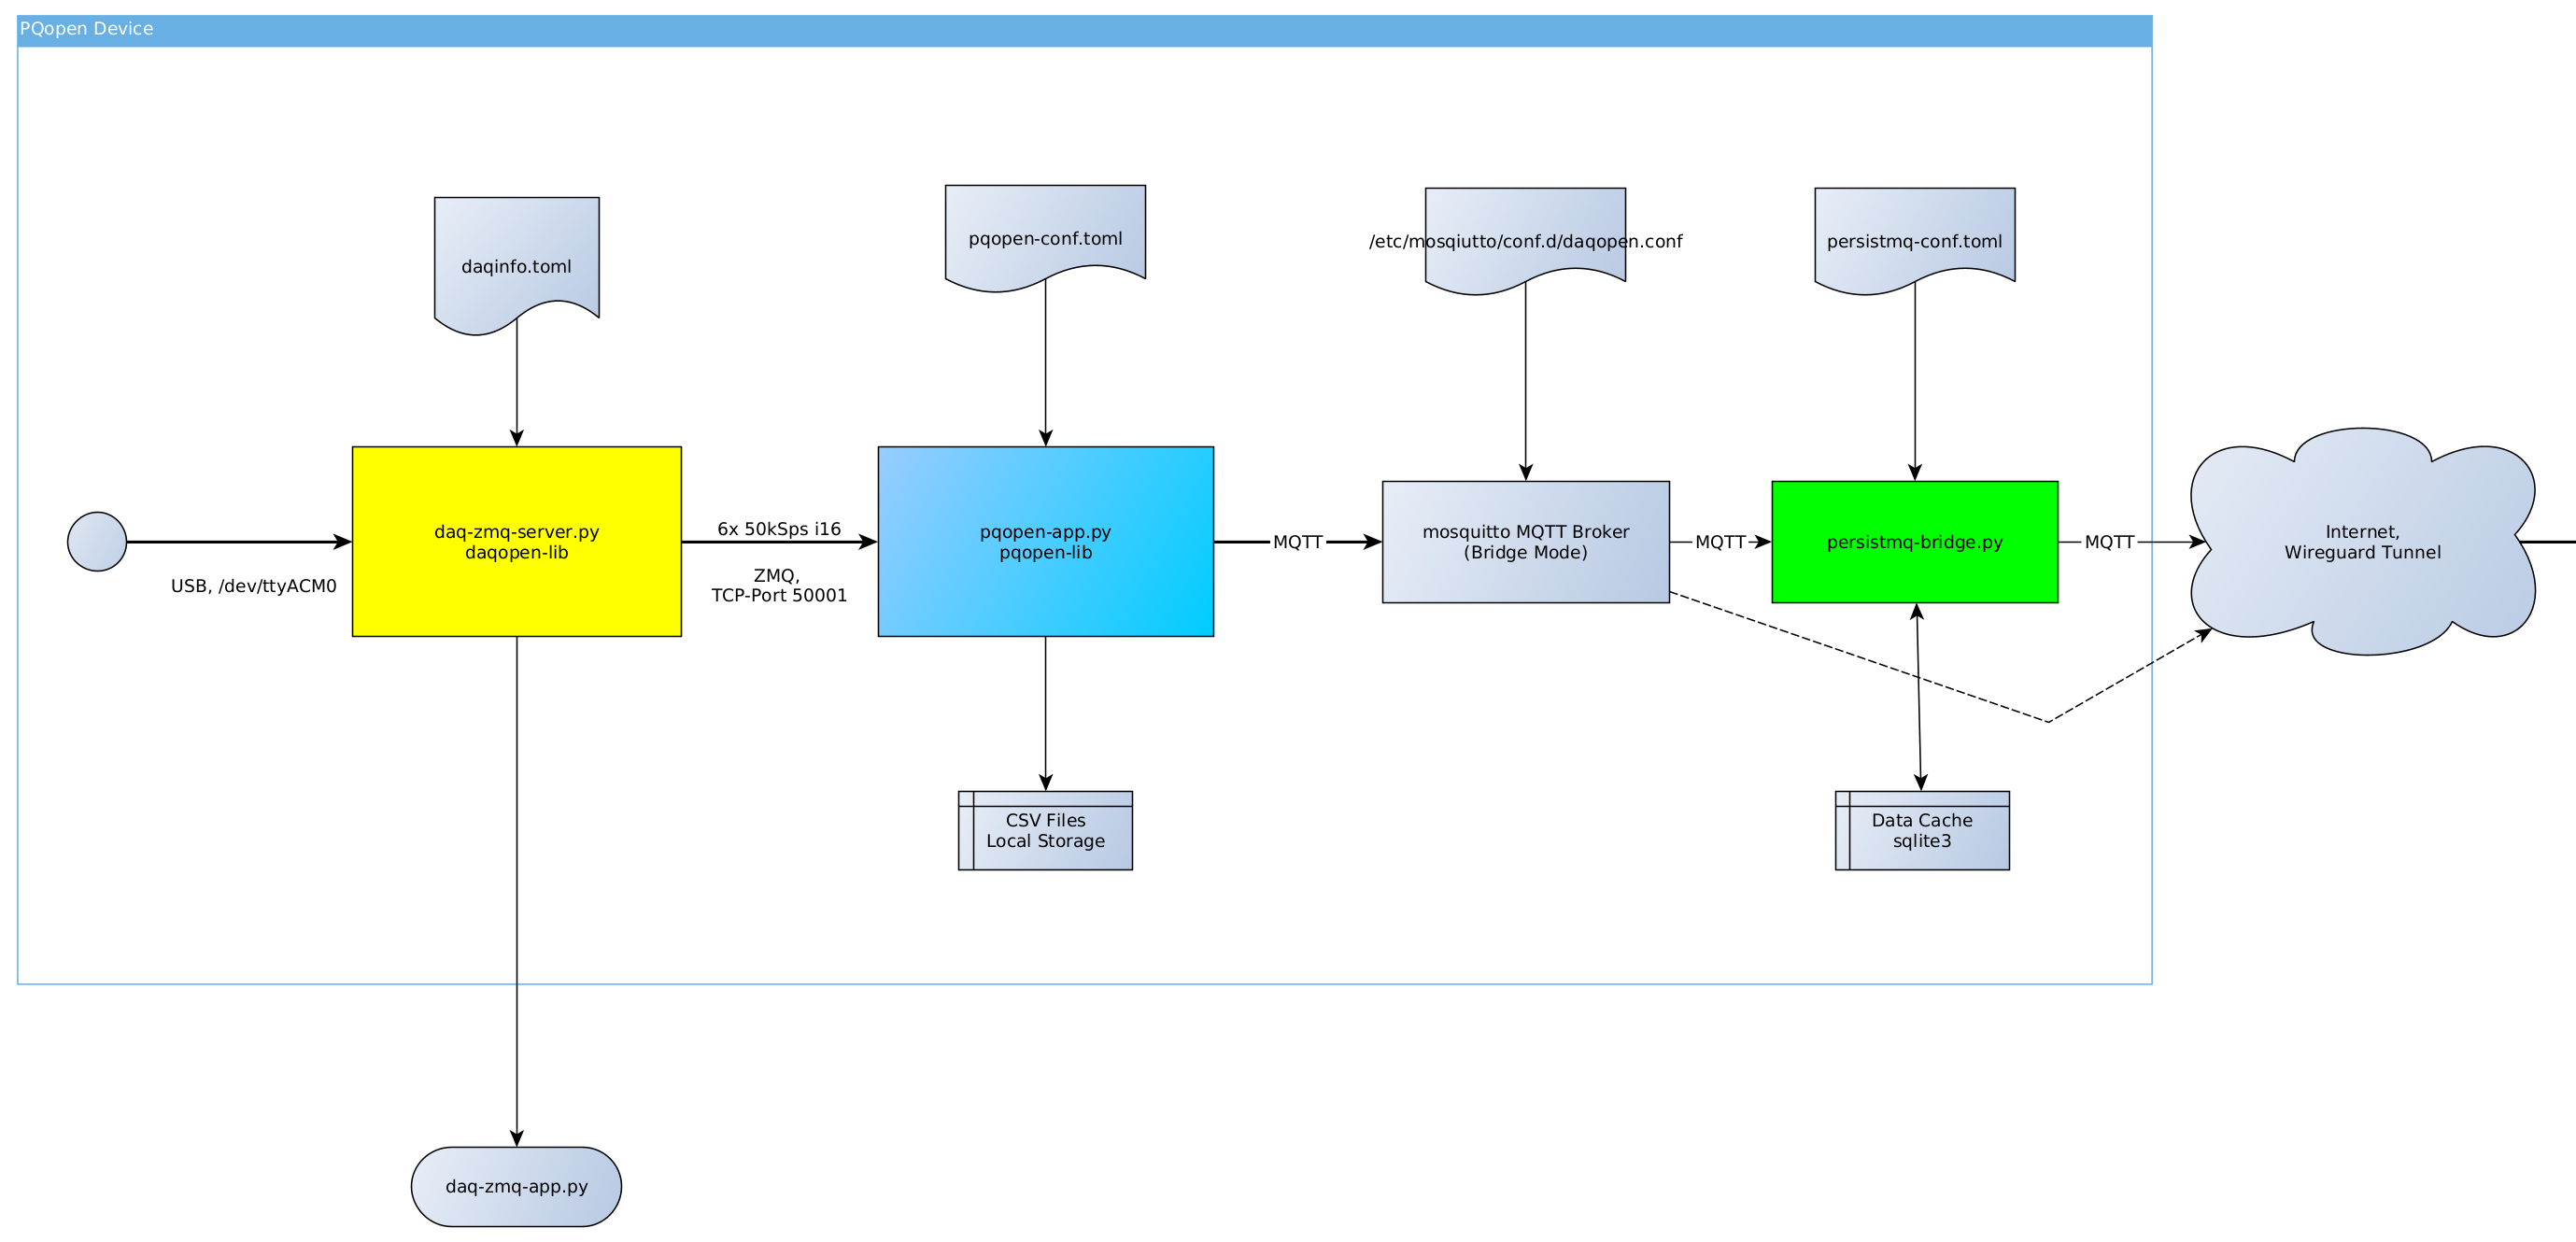 PQopen Device
daqinfo.toml
pqopen-conf.toml
/etc/mosqiutto/conf.d/daqopen.conf
persistmq-conf.toml
USB, /dev/ttyACM0
daq-zmq-server.py
daqopen-lib
6x 50kSps i16
ZMQ,
TCP-Port 50001
pqopen-app.py
pqopen-lib
MQTT
mosquitto MQTT Broker
(Bridge Mode)
MQTT
persistmq-bridge.py
MQTT
Internet,
Wireguard Tunnel
CSV Files
Local Storage
Data Cache
sqlite3
daq-zmq-app.py